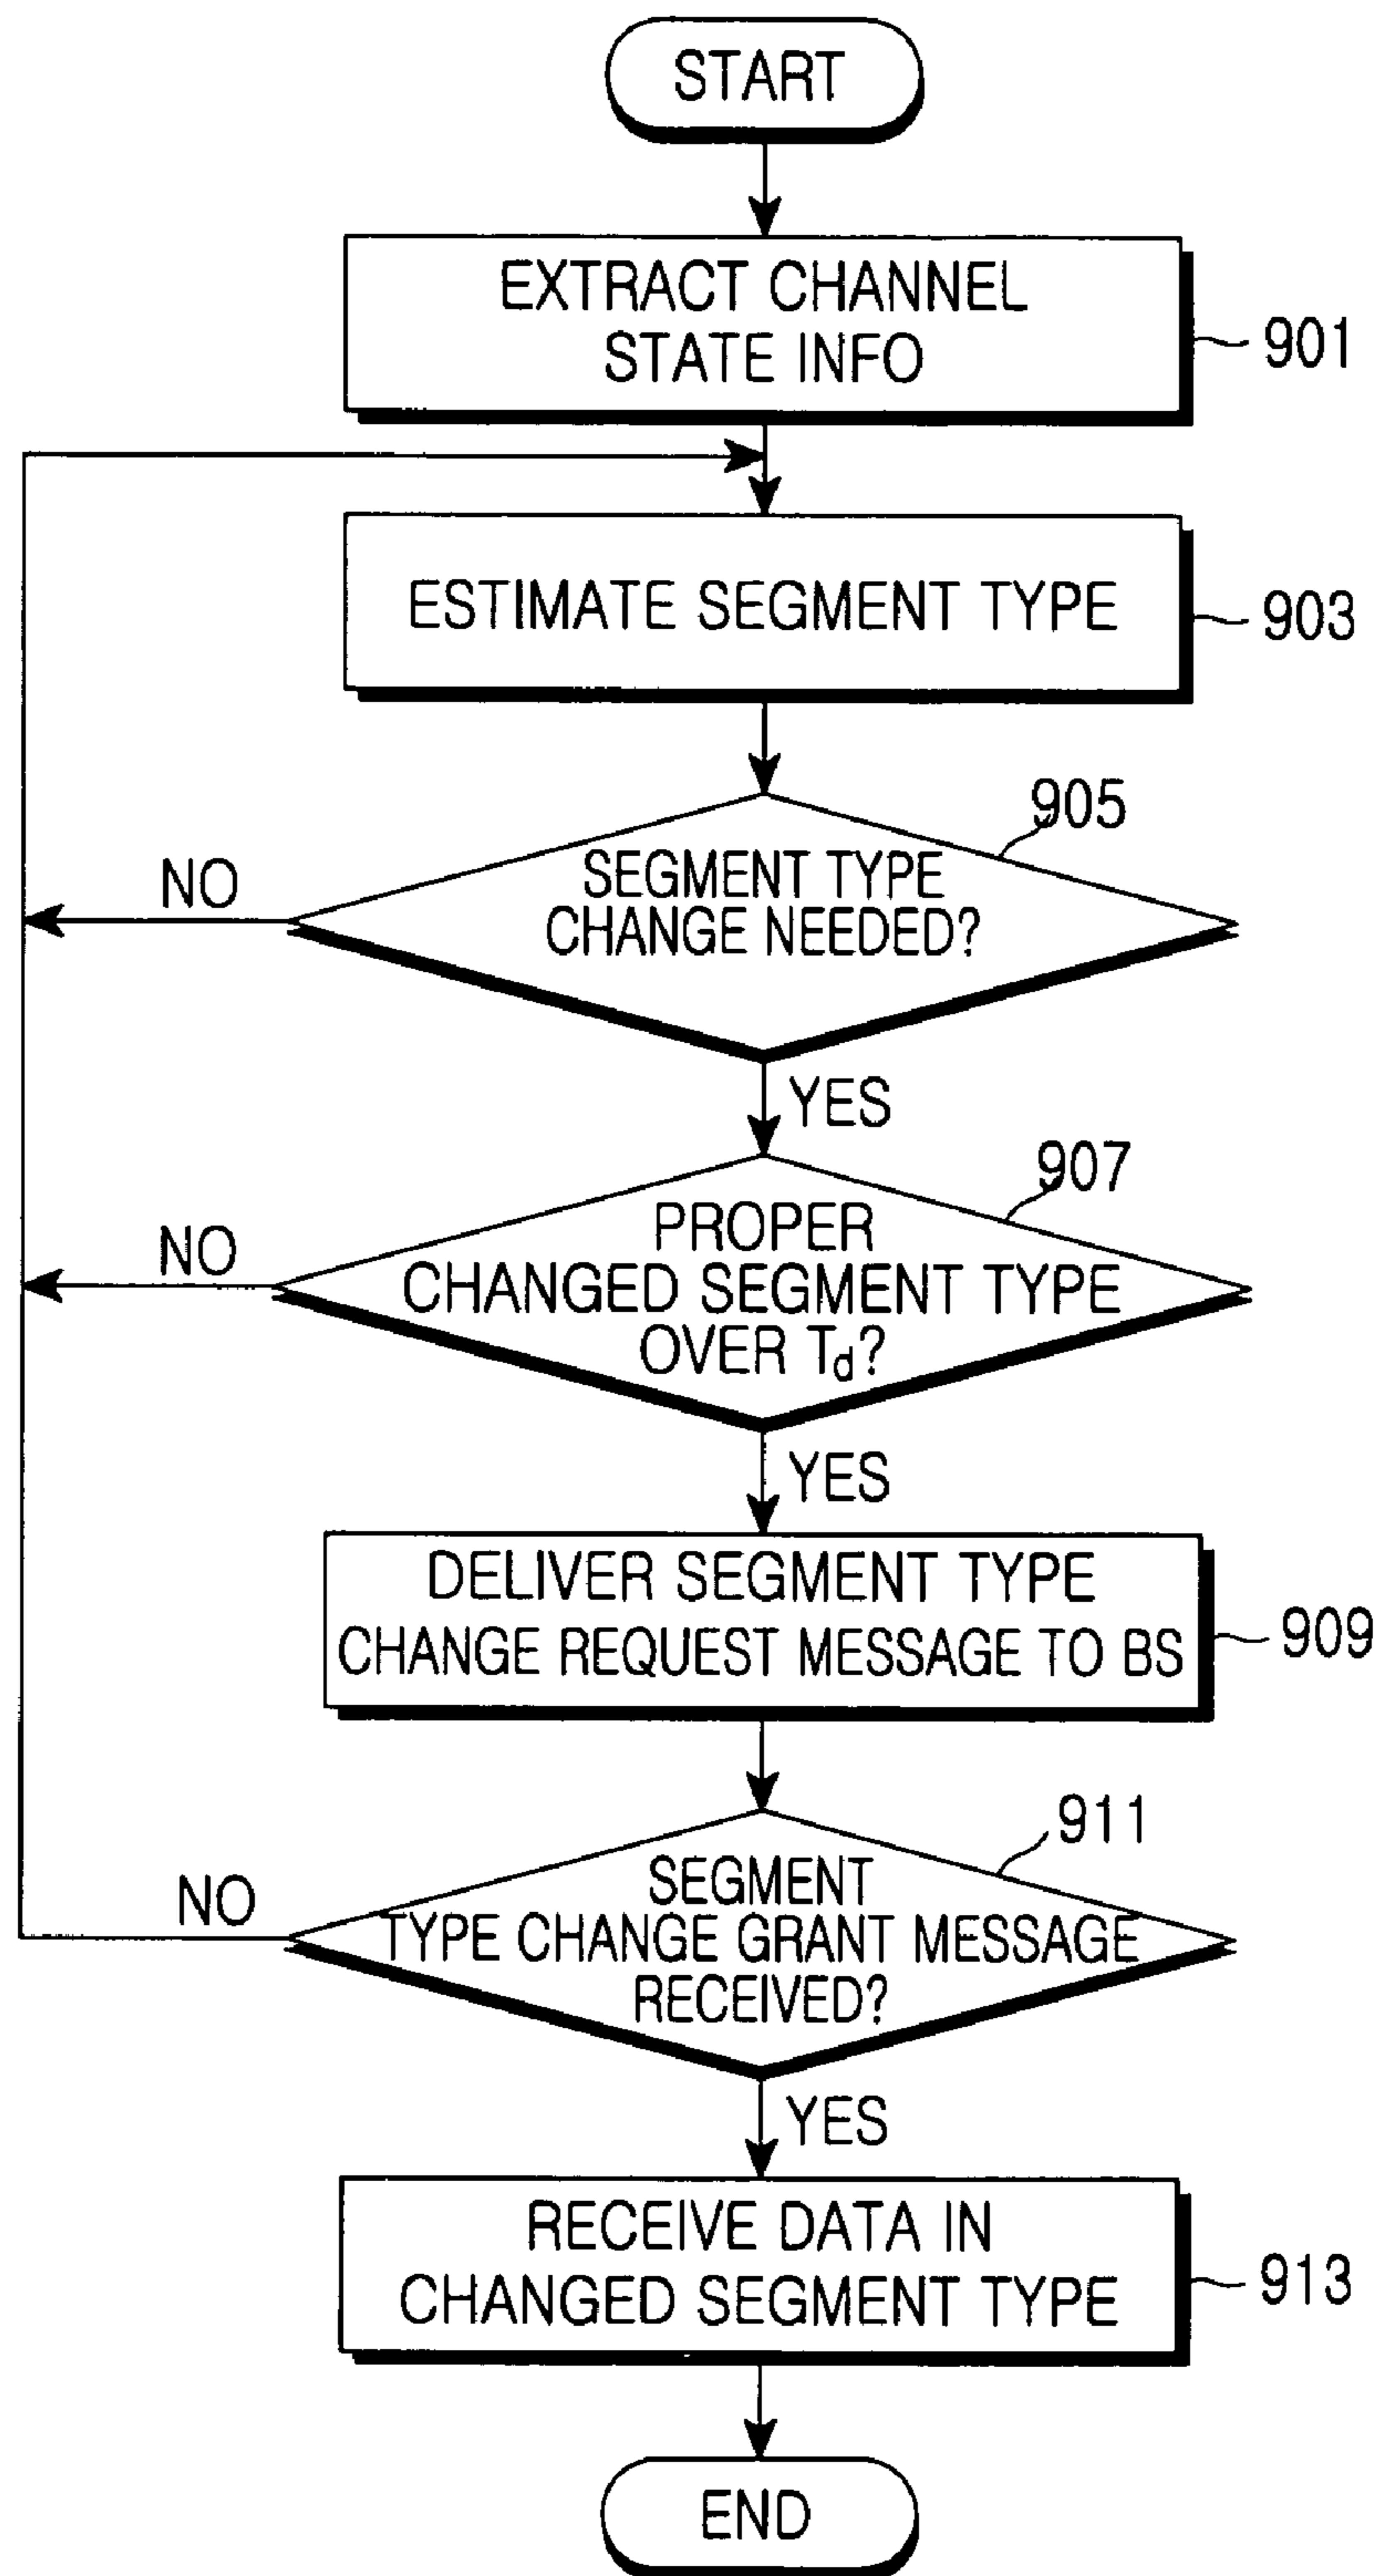 START
EXTRACT CHANNEL
STATE INFO
901
ESTIMATE SEGMENT TYPE
903
905
SEGMENT TYPE
CHANGE NEEDED?
NO
YES
907
PROPER
CHANGED SEGMENT TYPE
OVER Td?
NO
YES
DELIVER SEGMENT TYPE
CHANGE REQUEST MESSAGE TO BS
909
911
SEGMENT
TYPE CHANGE GRANT MESSAGE
RECEIVED?
NO
YES
RECEIVE DATA IN
CHANGED SEGMENT TYPE
913
END